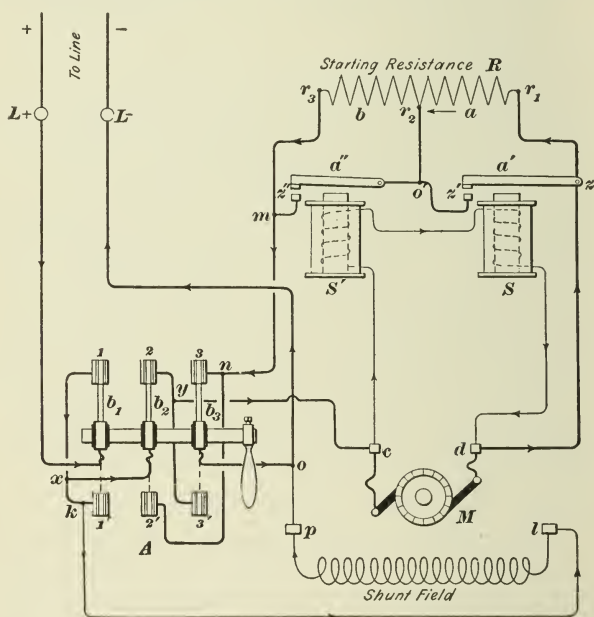 +
−
To Line
L+
L-
Starting Resistance R
r3
b
r2
a
r1
a''
a'
z''
o'
z'
z
m
S'
S
1
2
3
n
b1
b2
y
b3
x
o
c
d
k
1'
2'
3'
A
M
p
l
Shunt Field